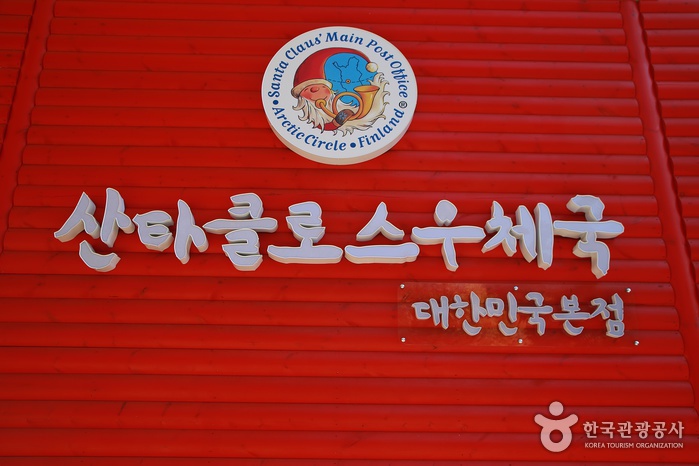 Santa Claus' Main Post Office
• Arctic Circle • Finland ®
산타클로스우체국
대한민국본점
한국관광공사
KOREA TOURISM ORGANIZATION